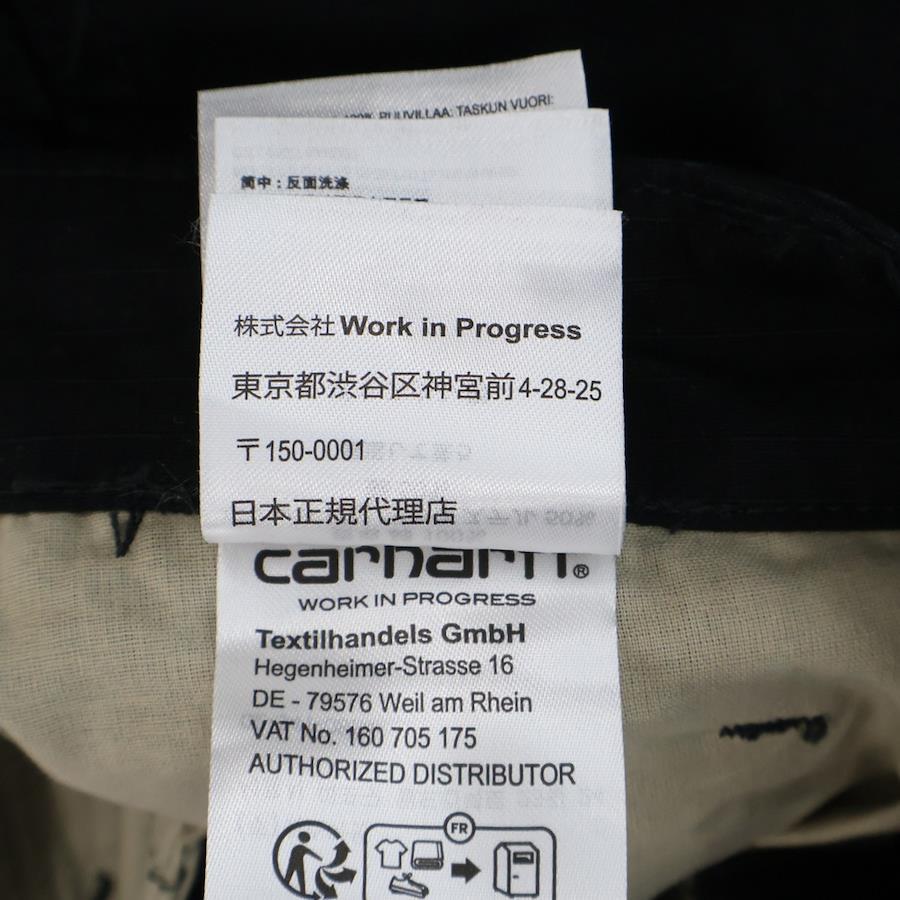 100% PUUVILLAA: TASKUN VUORI:
简中：反面洗涤
株式会社 Work in Progress
東京都渋谷区神宮前4-28-25
〒150-0001
日本正規代理店
carhartt®
WORK IN PROGRESS
Textilhandels GmbH
Hegenheimer-Strasse 16
DE - 79576 Weil am Rhein
VAT No. 160 705 175
AUTHORIZED DISTRIBUTOR
FR